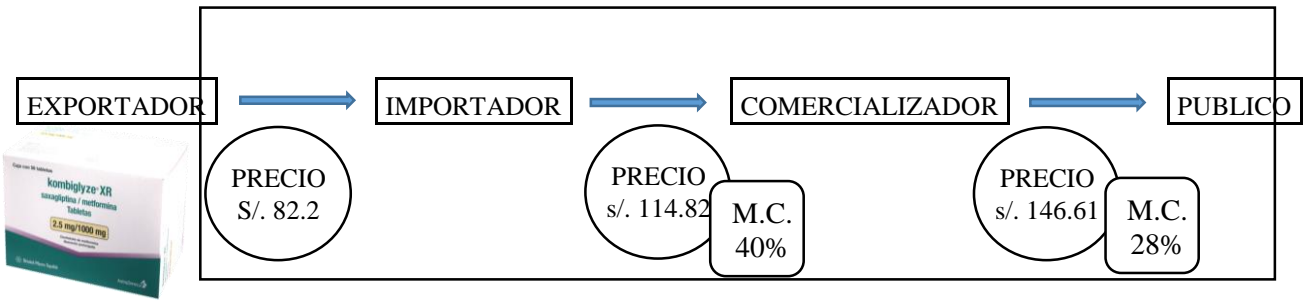 EXPORTADOR
IMPORTADOR
COMERCIALIZADOR
PUBLICO
PRECIO
S/. 82.2
PRECIO
s/. 114.82
M.C.
40%
PRECIO
s/. 146.61
M.C.
28%
kombiglyze XR
saxagliptina / metformina
Tabletas
2.5 mg/1000 mg